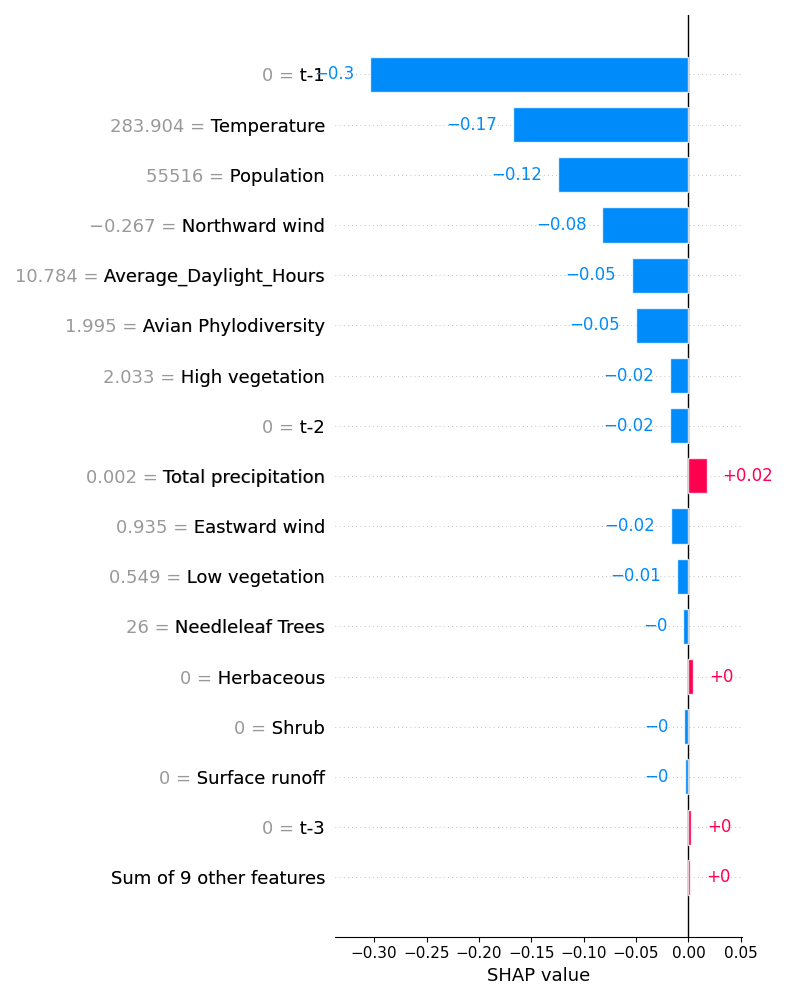 0 = t-1 −0.3
283.904 = Temperature −0.17
55516 = Population −0.12
−0.267 = Northward wind −0.08
10.784 = Average_Daylight_Hours −0.05
1.995 = Avian Phylodiversity −0.05
2.033 = High vegetation −0.02
0 = t-2 −0.02
0.002 = Total precipitation +0.02
0.935 = Eastward wind −0.02
0.549 = Low vegetation −0.01
26 = Needleleaf Trees −0
0 = Herbaceous +0
0 = Shrub −0
0 = Surface runoff −0
0 = t-3 +0
Sum of 9 other features +0
−0.30 −0.25 −0.20 −0.15 −0.10 −0.05 0.00 0.05
SHAP value